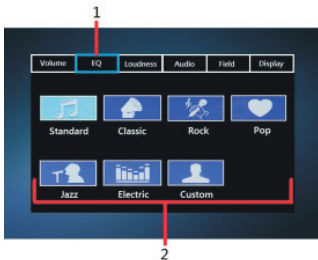 1
Volume EQ Loudness Audio Field Display
Standard Classic Rock Pop
Jazz Electric Custom
2